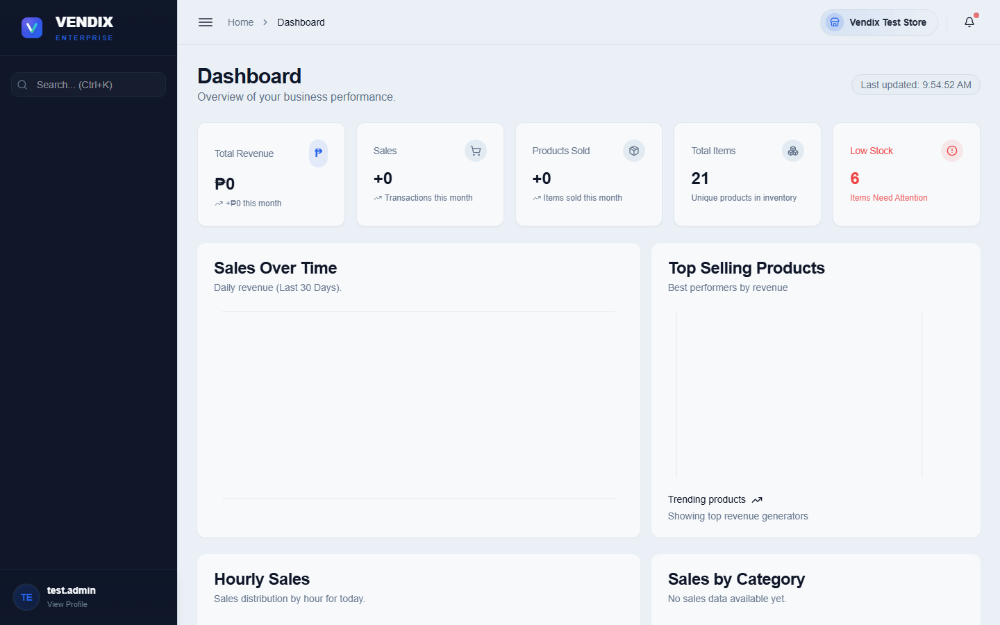 VENDIX
ENTERPRISE
Search... (Ctrl+K)
test.admin
TE
View Profile
Home
Dashboard
Vendix Test Store
Dashboard
Overview of your business performance.
Last updated: 9:54:52 AM
Total Revenue
₱
₱0
+₱0 this month
Sales
+0
Transactions this month
Products Sold
+0
Items sold this month
Total Items
21
Unique products in inventory
Low Stock
6
Items Need Attention
Sales Over Time
Daily revenue (Last 30 Days).
Top Selling Products
Best performers by revenue
Trending products
Showing top revenue generators
Hourly Sales
Sales distribution by hour for today.
Sales by Category
No sales data available yet.